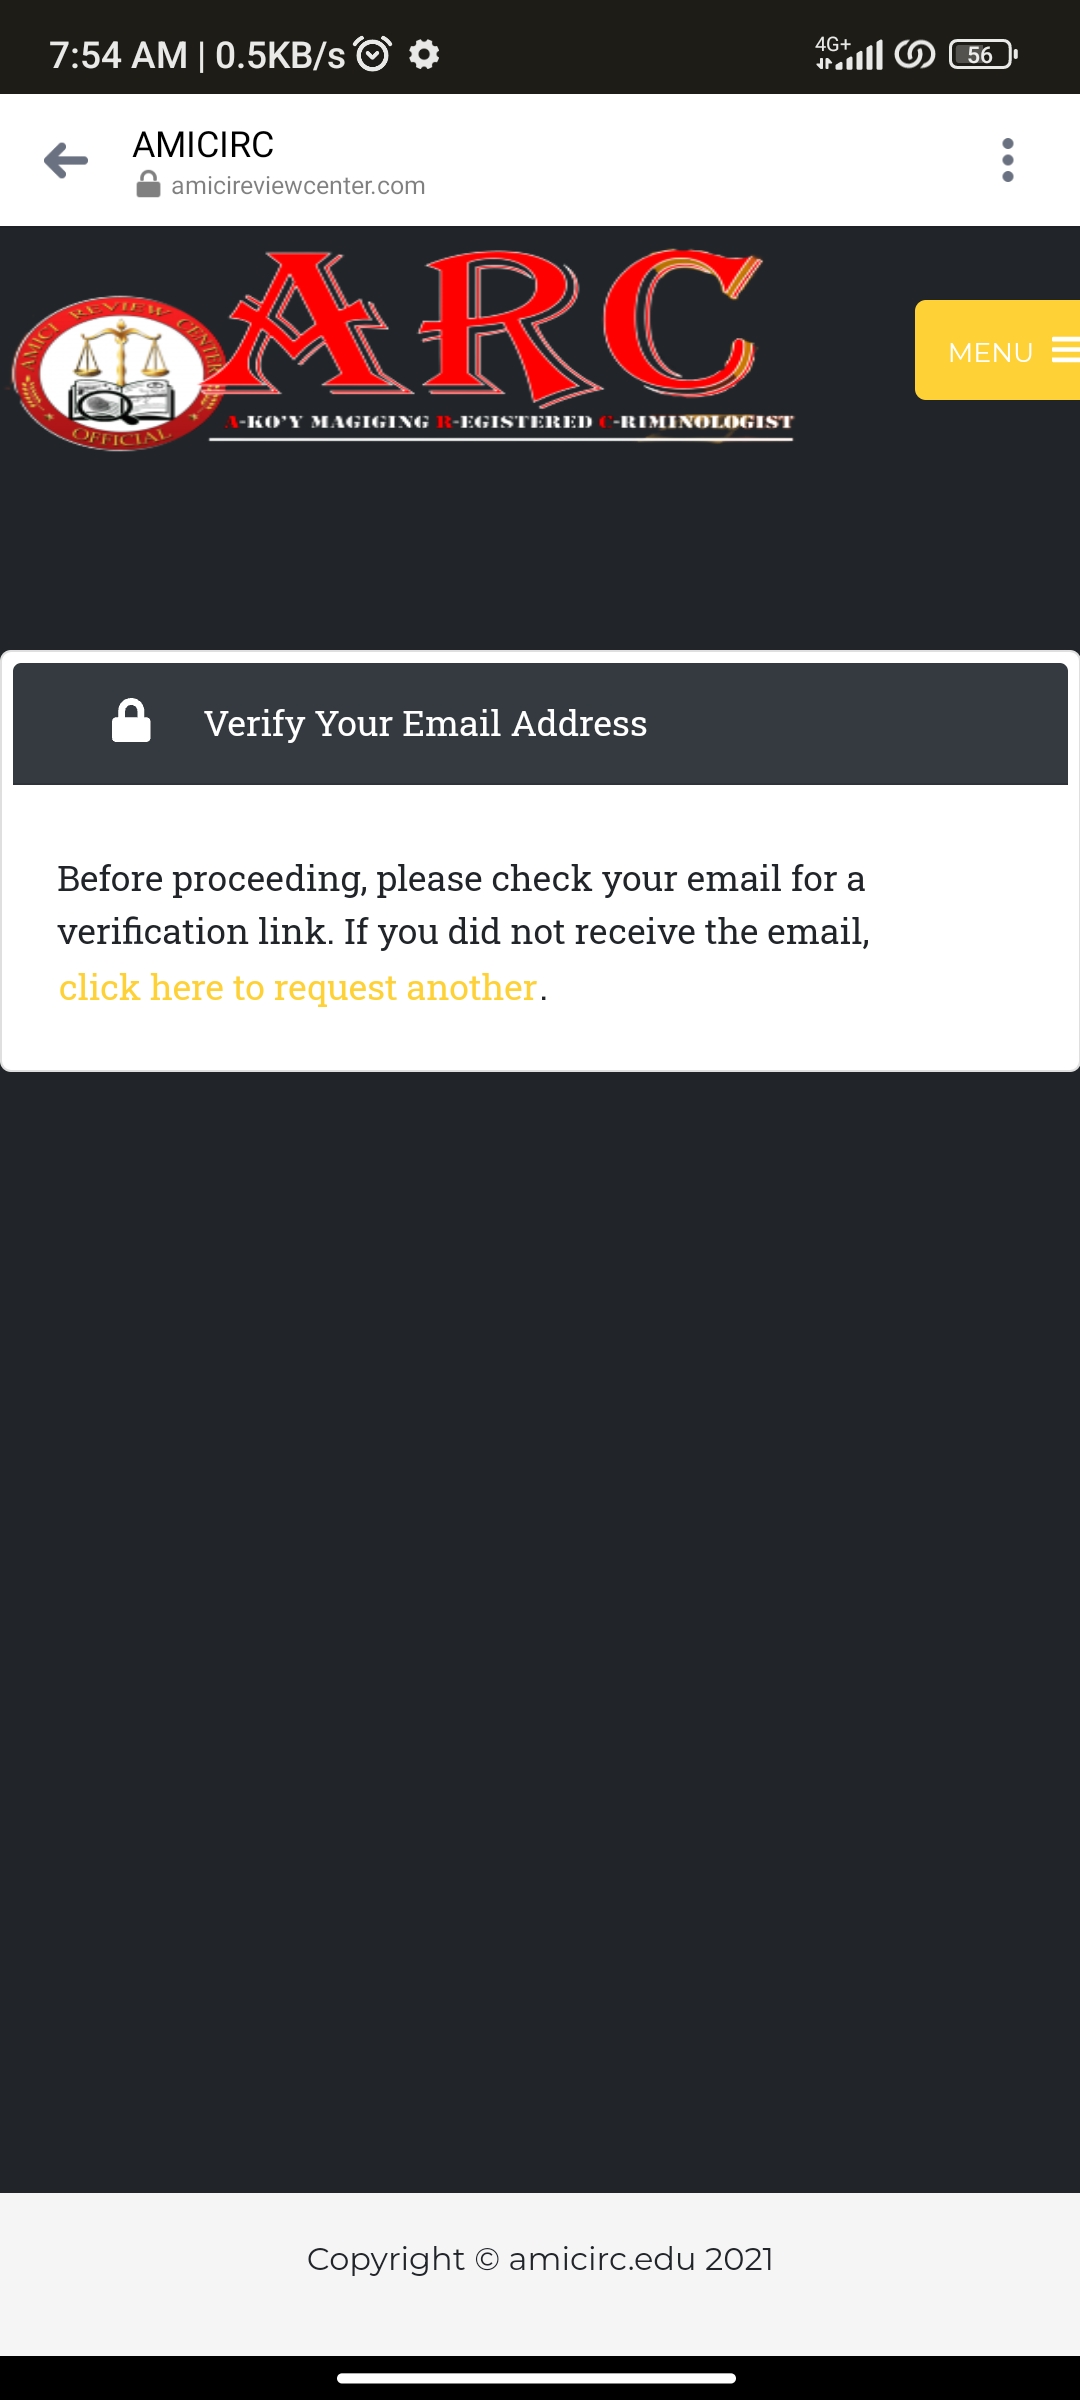 7:54 AM | 0.5KB/s
4G+
56
AMICIRC
amicireviewcenter.com
AMICI REVIEW CENTER
OFFICIAL
ARC
A-KO'Y MAGIGING R-EGISTERED C-RIMINOLOGIST
MENU
Verify Your Email Address
Before proceeding, please check your email for a
verification link. If you did not receive the email,
click here to request another.
Copyright © amicirc.edu 2021